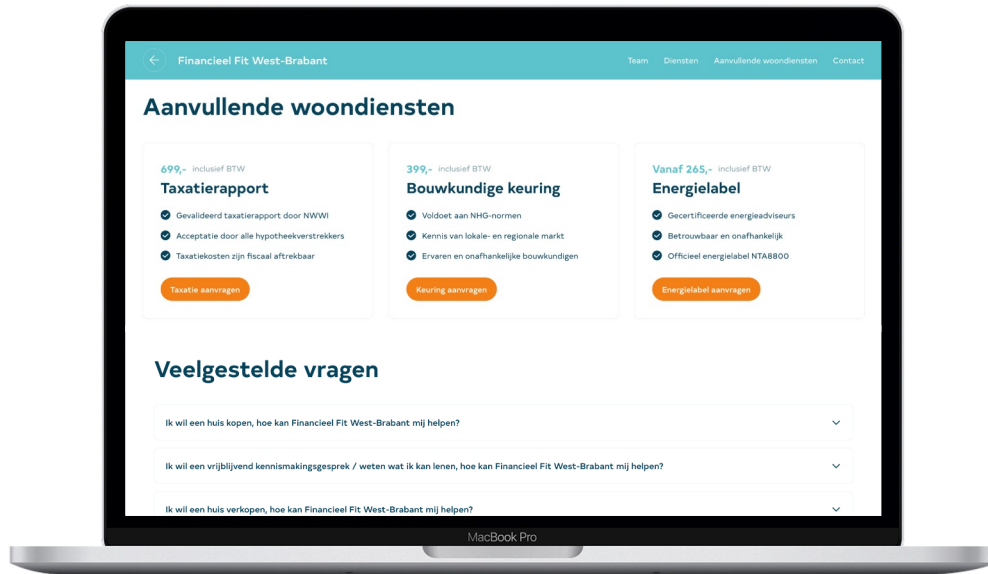 Financieel Fit West-Brabant
Team Diensten Aanvullende woondiensten Contact
Aanvullende woondiensten
699,- inclusief BTW
Taxatierapport
Gevalideerd taxatierapport door NWWI
Acceptatie door alle hypotheekverstrekkers
Taxatiekosten zijn fiscaal aftrekbaar
Taxatie aanvragen
399,- inclusief BTW
Bouwkundige keuring
Voldoet aan NHG-normen
Kennis van lokale- en regionale markt
Ervaren en onafhankelijke bouwkundigen
Keuring aanvragen
Vanaf 265,- inclusief BTW
Energielabel
Gecertificeerde energieadviseurs
Betrouwbaar en onafhankelijk
Officieel energielabel NTA8800
Energielabel aanvragen
Veelgestelde vragen
Ik wil een huis kopen, hoe kan Financieel Fit West-Brabant mij helpen?
Ik wil een vrijblijvend kennismakingsgesprek / weten wat ik kan lenen, hoe kan Financieel Fit West-Brabant mij helpen?
Ik wil een huis verkopen, hoe kan Financieel Fit West-Brabant mij helpen?
MacBook Pro